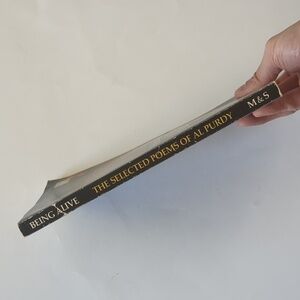 BEING ALIVE THE SELECTED POEMS OF AL PURDY M&S